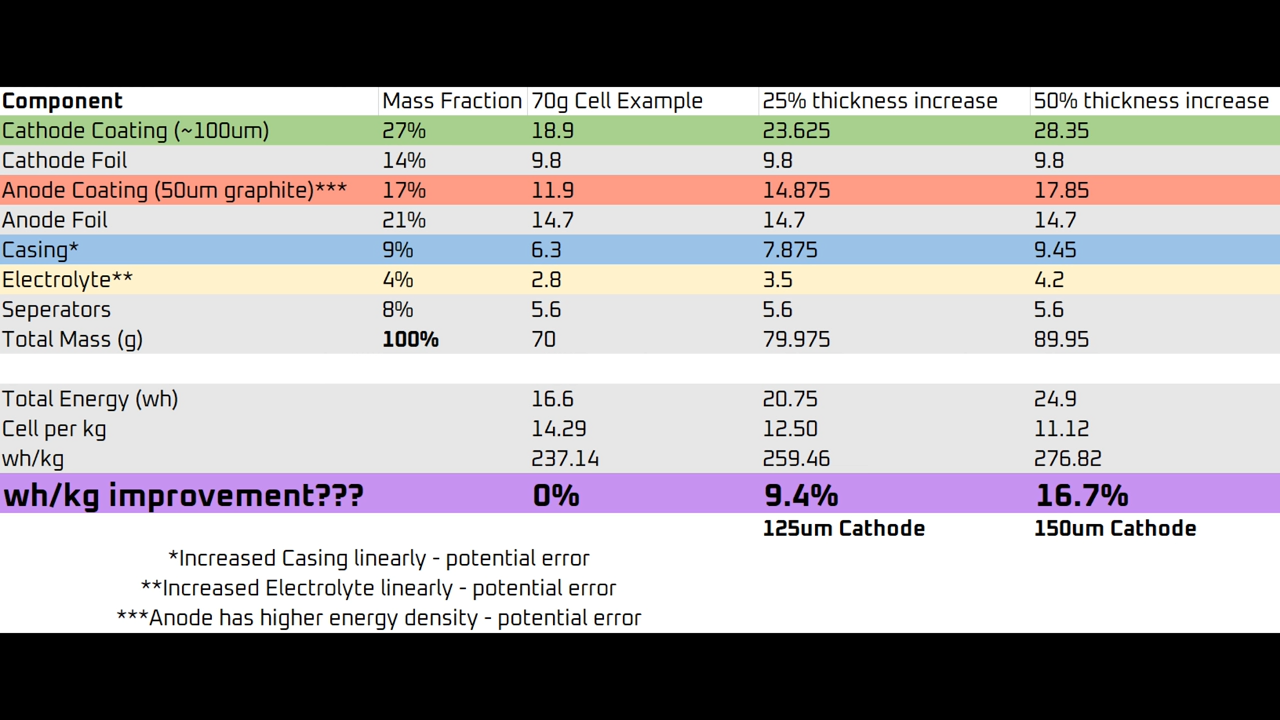 Component Mass Fraction 70g Cell Example 25% thickness increase 50% thickness increase
Cathode Coating (~100um) 27% 18.9 23.625 28.35
Cathode Foil 14% 9.8 9.8 9.8
Anode Coating (50um graphite)*** 17% 11.9 14.875 17.85
Anode Foil 21% 14.7 14.7 14.7
Casing* 9% 6.3 7.875 9.45
Electrolyte** 4% 2.8 3.5 4.2
Seperators 8% 5.6 5.6 5.6
Total Mass (g) 100% 70 79.975 89.95
Total Energy (wh) 16.6 20.75 24.9
Cell per kg 14.29 12.50 11.12
wh/kg 237.14 259.46 276.82
wh/kg improvement??? 0% 9.4% 16.7%
125um Cathode 150um Cathode
*Increased Casing linearly - potential error
**Increased Electrolyte linearly - potential error
***Anode has higher energy density - potential error